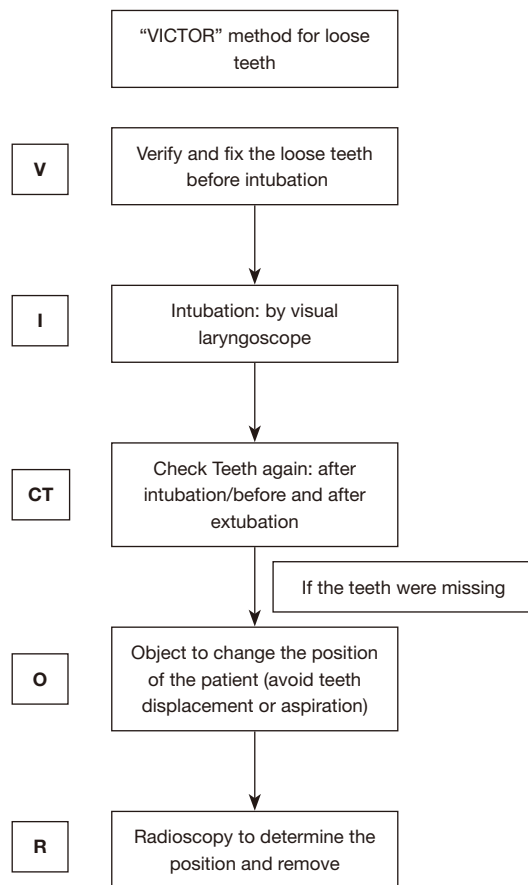 “VICTOR” method for loose
teeth
V
Verify and fix the loose teeth
before intubation
I
Intubation: by visual
laryngoscope
CT
Check Teeth again: after
intubation/before and after
extubation
If the teeth were missing
O
Object to change the position
of the patient (avoid teeth
displacement or aspiration)
R
Radioscopy to determine the
position and remove